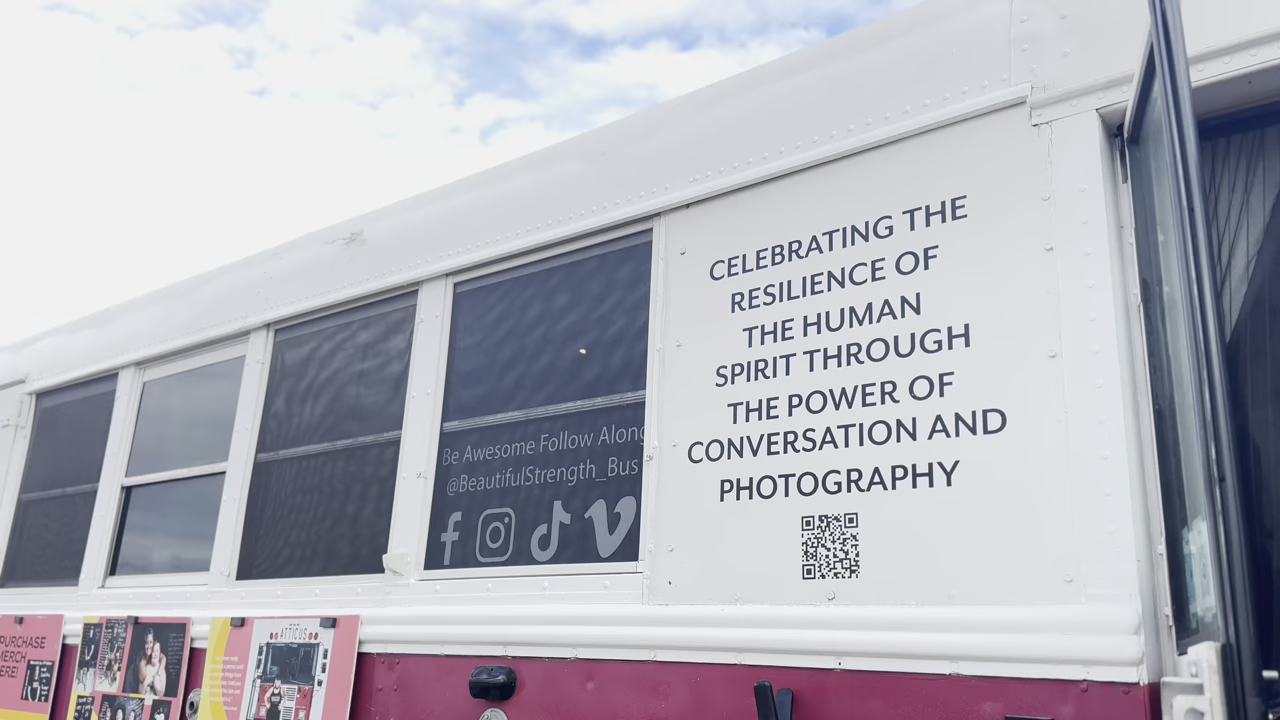 CELEBRATING THE
RESILIENCE OF
THE HUMAN
SPIRIT THROUGH
THE POWER OF
CONVERSATION AND
PHOTOGRAPHY
Be Awesome Follow Along
@BeautifulStrength_Bus
PURCHASE
MERCH
HERE!
ATTICUS